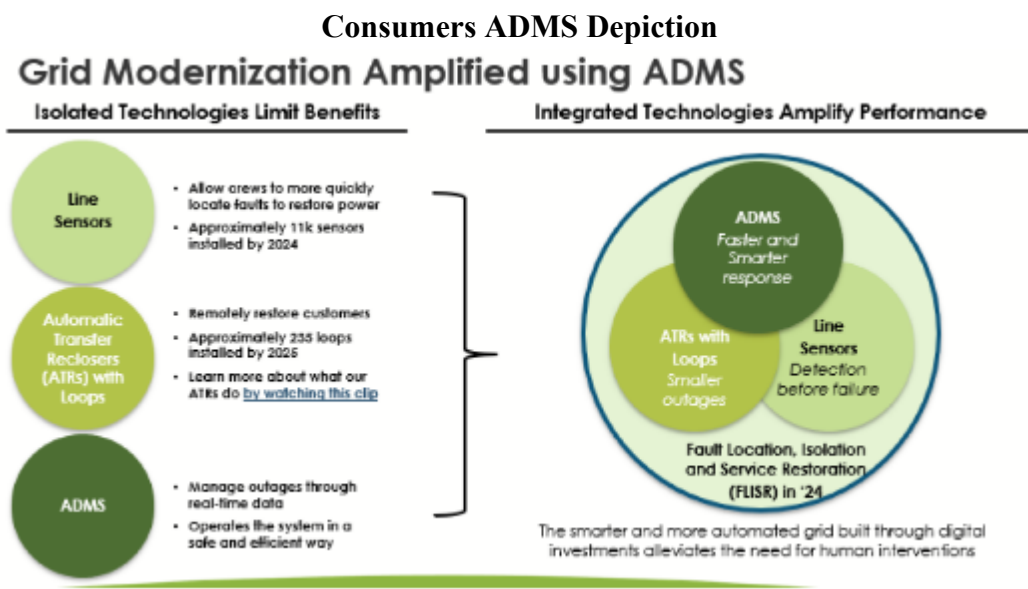 Consumers ADMS Depiction
Grid Modernization Amplified using ADMS
Isolated Technologies Limit Benefits
Line
Sensors
• Allow crews to more quickly
locate faults to restore power
• Approximately 11k sensors
installed by 2024
Automatic
Transfer
Reclosers
(ATRs) with
Loops
• Remotely restore customers
• Approximately 235 loops
installed by 2025
• Learn more about what our
ATRs do by watching this clip
ADMS
• Manage outages through
real-time data
• Operates the system in a
safe and efficient way
Integrated Technologies Amplify Performance
ADMS
Faster and
Smarter
response
ATRs with
Loops
Smaller
outages
Line
Sensors
Detection
before failure
Fault Location, Isolation
and Service Restoration
(FLISR) in '24
The smarter and more automated grid built through digital
investments alleviates the need for human interventions